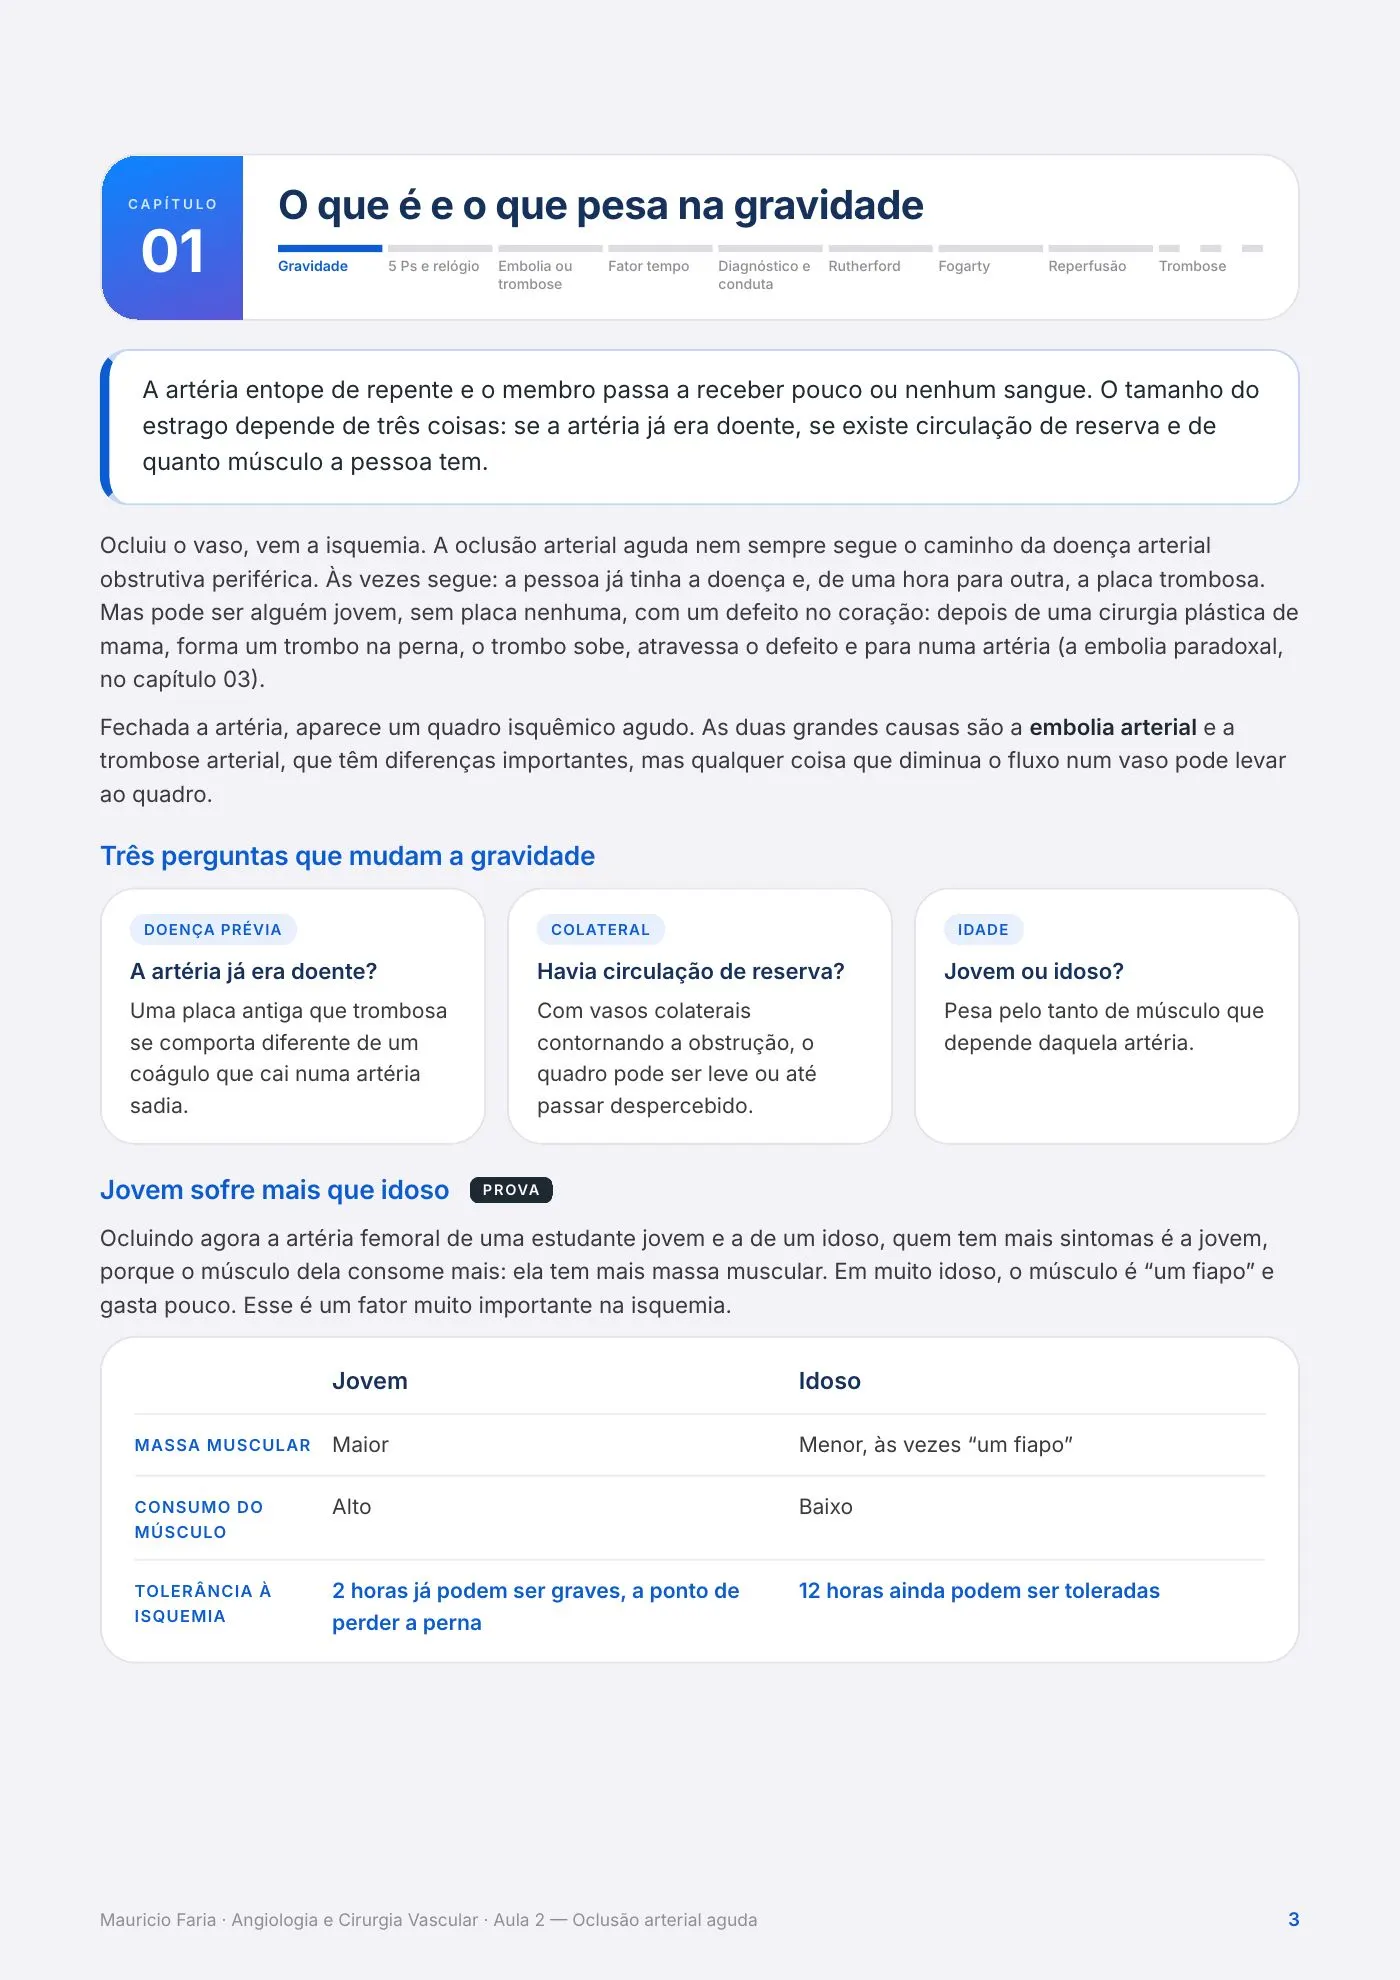 CAPÍTULO
01
O que é e o que pesa na gravidade
Gravidade
5 Ps e relógio
Embolia ou
trombose
Fator tempo
Diagnóstico e
conduta
Rutherford
Fogarty
Reperfusão
Trombose
A artéria entope de repente e o membro passa a receber pouco ou nenhum sangue. O tamanho do
estrago depende de três coisas: se a artéria já era doente, se existe circulação de reserva e de
quanto músculo a pessoa tem.
Ocluiu o vaso, vem a isquemia. A oclusão arterial aguda nem sempre segue o caminho da doença arterial
obstrutiva periférica. Às vezes segue: a pessoa já tinha a doença e, de uma hora para outra, a placa trombosa.
Mas pode ser alguém jovem, sem placa nenhuma, com um defeito no coração: depois de uma cirurgia plástica de
mama, forma um trombo na perna, o trombo sobe, atravessa o defeito e para numa artéria (a embolia paradoxal,
no capítulo 03).
Fechada a artéria, aparece um quadro isquêmico agudo. As duas grandes causas são a embolia arterial e a
trombose arterial, que têm diferenças importantes, mas qualquer coisa que diminua o fluxo num vaso pode levar
ao quadro.
Três perguntas que mudam a gravidade
DOENÇA PRÉVIA
A artéria já era doente?
Uma placa antiga que trombosa
se comporta diferente de um
coágulo que cai numa artéria
sadia.
COLATERAL
Havia circulação de reserva?
Com vasos colaterais
contornando a obstrução, o
quadro pode ser leve ou até
passar despercebido.
IDADE
Jovem ou idoso?
Pesa pelo tanto de músculo que
depende daquela artéria.
Jovem sofre mais que idoso PROVA
Ocluindo agora a artéria femoral de uma estudante jovem e a de um idoso, quem tem mais sintomas é a jovem,
porque o músculo dela consome mais: ela tem mais massa muscular. Em muito idoso, o músculo é “um fiapo” e
gasta pouco. Esse é um fator muito importante na isquemia.
Jovem Idoso
MASSA MUSCULAR Maior Menor, às vezes “um fiapo”
CONSUMO DO
MÚSCULO
Alto Baixo
TOLERÂNCIA À
ISQUEMIA
2 horas já podem ser graves, a ponto de
perder a perna
12 horas ainda podem ser toleradas
Mauricio Faria · Angiologia e Cirurgia Vascular · Aula 2 — Oclusão arterial aguda 3